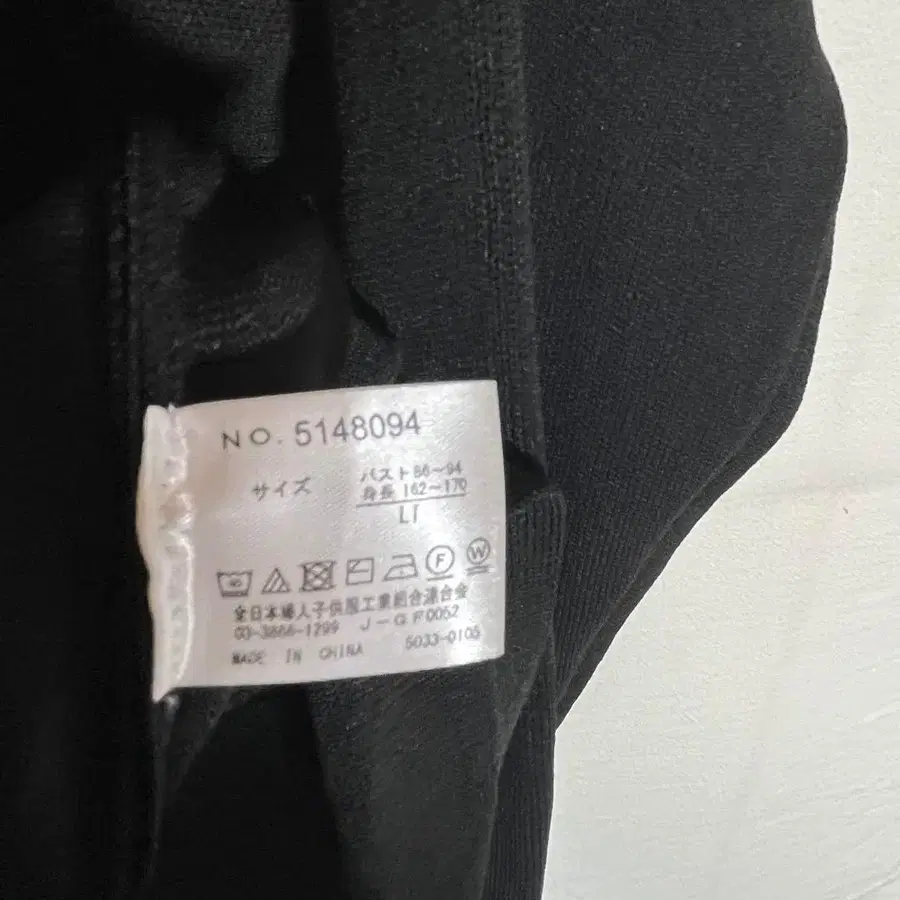 NO. 5148094
サイズ
バスト86～94
身長 162～170
LT
F W
全日本婦人子供服工業組合連合会
03-3866-1299 J-GF0052
5033-0105
MADE IN CHINA